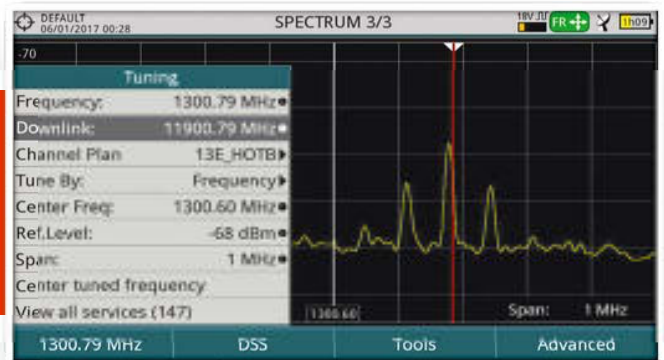 DEFAULT
06/01/2017 00:28
SPECTRUM 3/3
18V
FR
1h09
-70
Tuning
Frequency: 1300.79 MHz
Downlink: 11900.79 MHz
Channel Plan 13E_HOTB
Tune By: Frequency
Center Freq: 1300.60 MHz
Ref.Level: -68 dBm
Span: 1 MHz
Center tuned frequency
View all services (147)
1300.60
Span: 1 MHz
1300.79 MHz
DSS
Tools
Advanced